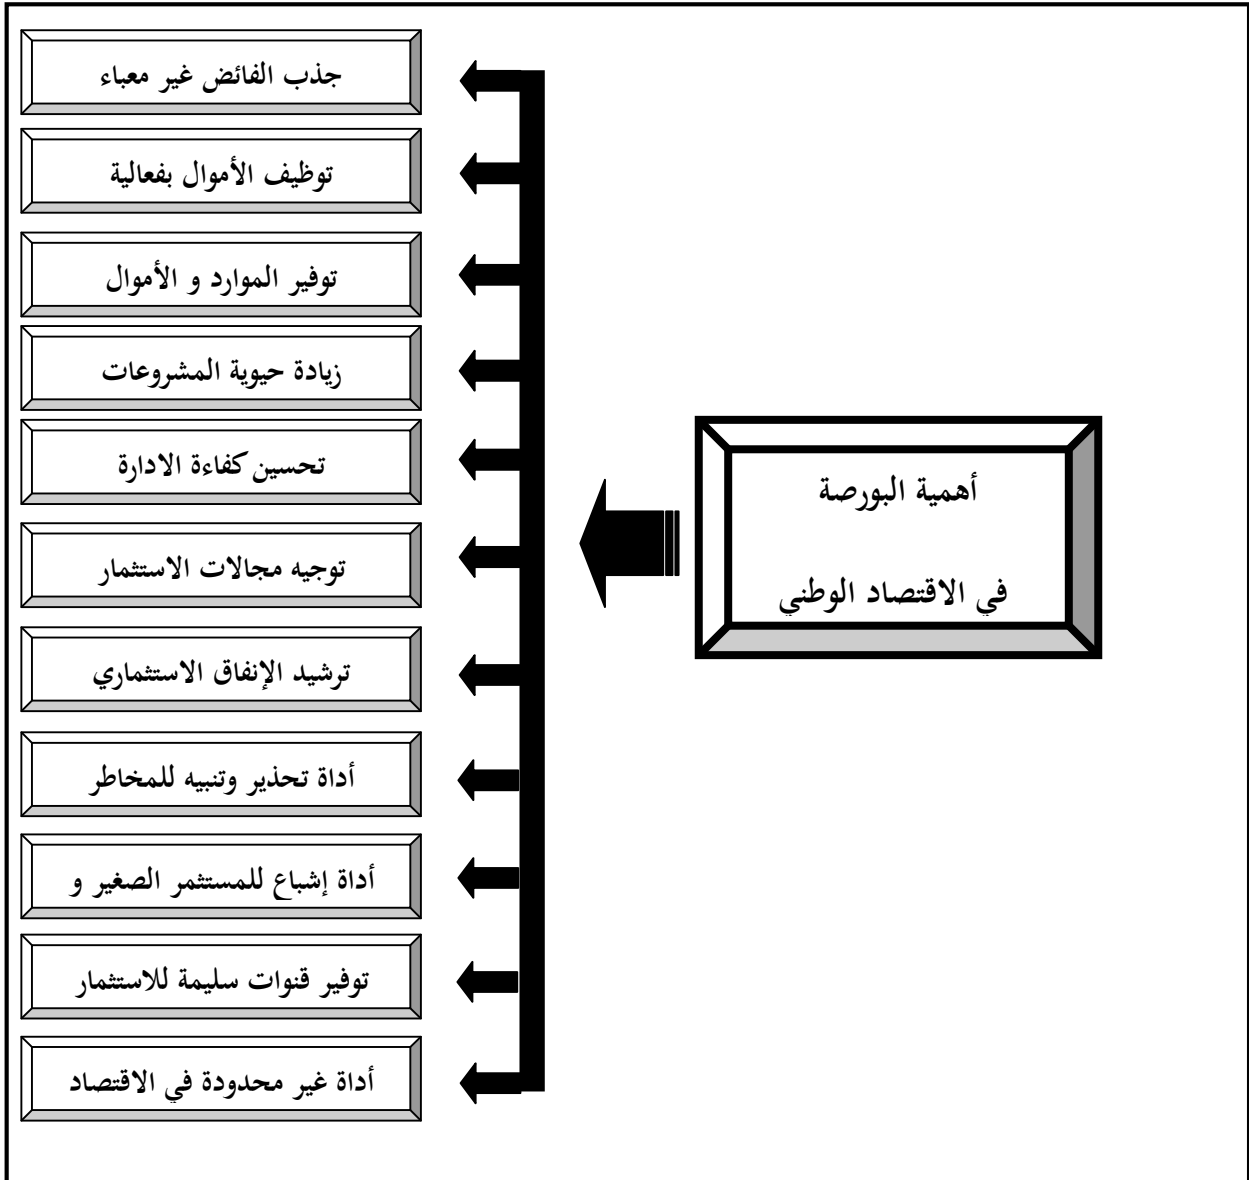 أهمية البورصة
في الاقتصاد الوطني
جذب الفائض غير معباء
توظيف الأموال بفعالية
توفير الموارد و الأموال
زيادة حيوية المشروعات
تحسين كفاءة الادارة
توجيه مجالات الاستثمار
ترشيد الإنفاق الاستثماري
أداة تحذير وتنبيه للمخاطر
أداة إشباع للمستثمر الصغير و
توفير قنوات سليمة للاستثمار
أداة غير محدودة في الاقتصاد